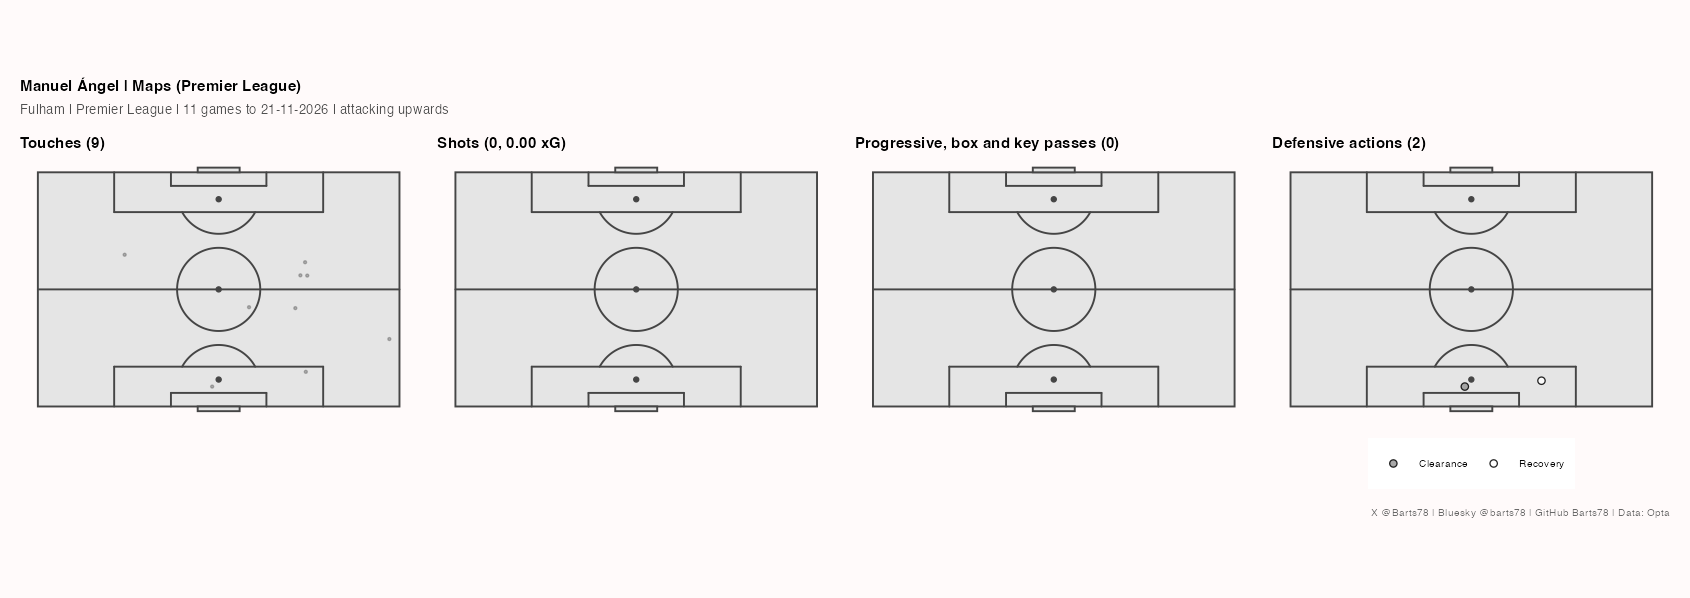 Manuel Ángel | Maps (Premier League)
Fulham | Premier League | 11 games to 21-11-2026 | attacking upwards
Touches (9)
Shots (0, 0.00 xG)
Progressive, box and key passes (0)
Defensive actions (2)
Clearance
Recovery
X @Barts78 | Bluesky @barts78 | GitHub Barts78 | Data: Opta